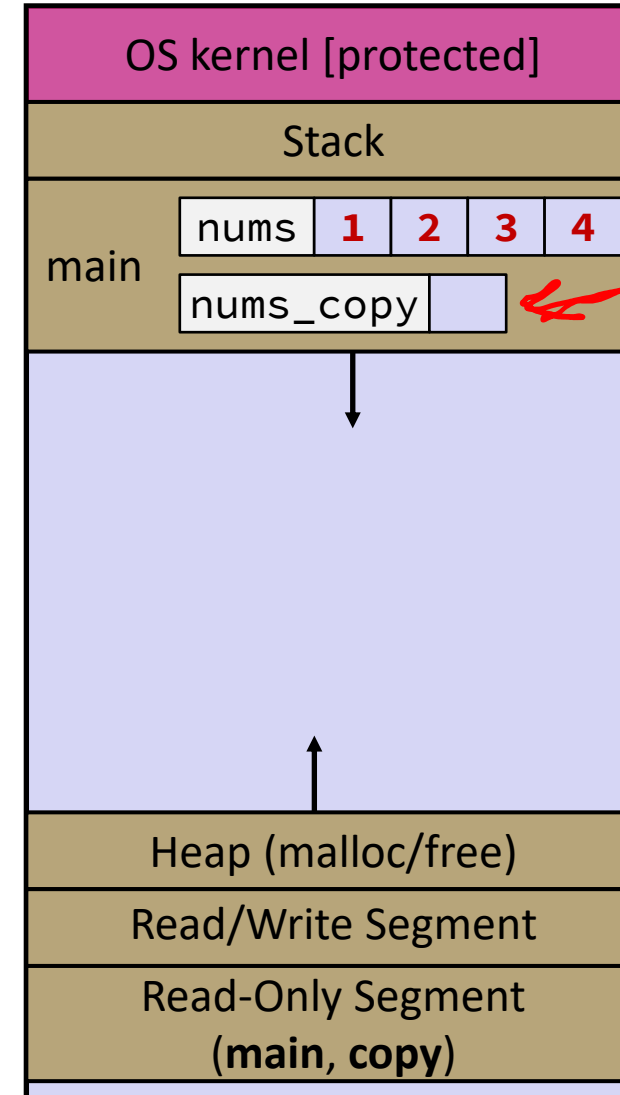 OS kernel [protected]
Stack
main
nums 1 2 3 4
nums_copy
Heap (malloc/free)
Read/Write Segment
Read-Only Segment
(main, copy)